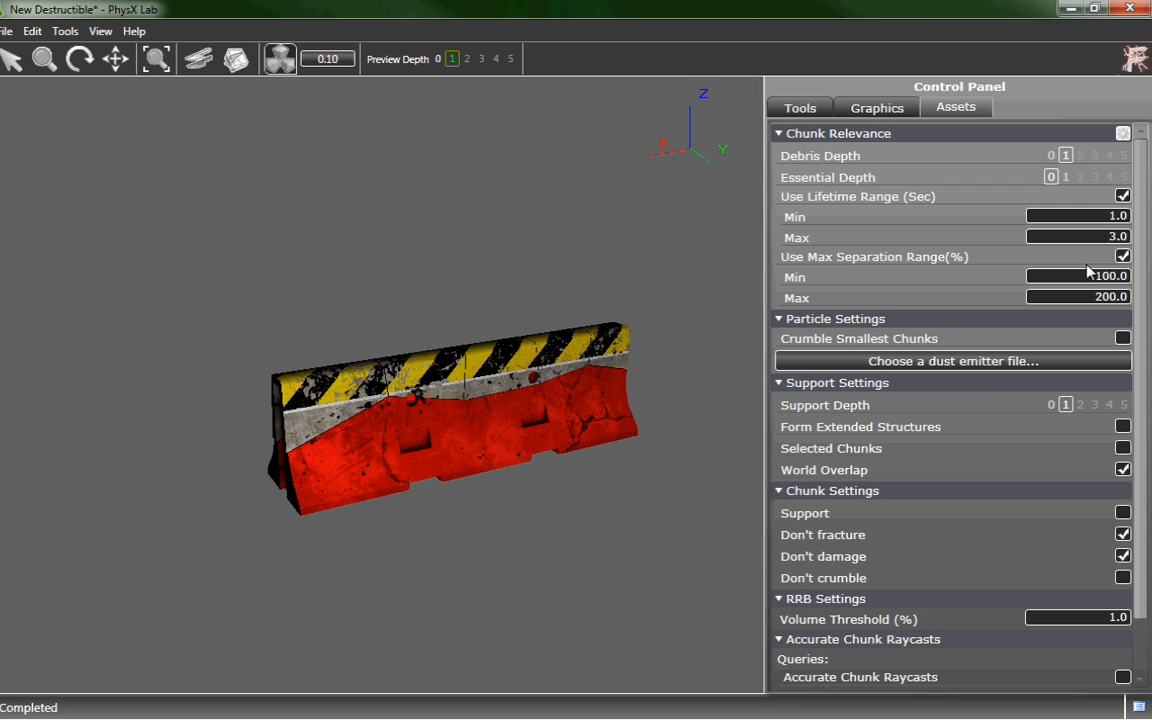 New Destructible* - PhysX Lab
File Edit Tools View Help
0.10 Preview Depth 0 1 2 3 4 5
Control Panel
Tools Graphics Assets
Chunk Relevance
Debris Depth 0 1 2 3 4 5
Essential Depth 0 1 2 3 4 5
Use Lifetime Range (Sec)
Min 1.0
Max 3.0
Use Max Separation Range(%)
Min 100.0
Max 200.0
Particle Settings
Crumble Smallest Chunks
Choose a dust emitter file...
Support Settings
Support Depth 0 1 2 3 4 5
Form Extended Structures
Selected Chunks
World Overlap
Chunk Settings
Support
Don't fracture
Don't damage
Don't crumble
RRB Settings
Volume Threshold (%) 1.0
Accurate Chunk Raycasts
Queries:
Accurate Chunk Raycasts
Z
X
Y
Completed